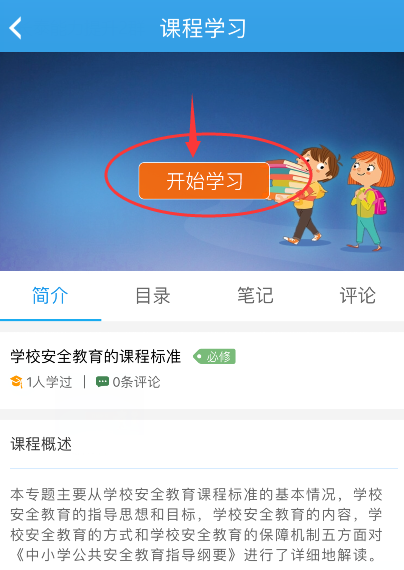 课程学习
开始学习
简介 目录 笔记 评论
学校安全教育的课程标准 必修
1人学过 | 0条评论
课程概述
本专题主要从学校安全教育课程标准的基本情况，学校
安全教育的指导思想和目标，学校安全教育的内容，学
校安全教育的方式和学校安全教育的保障机制五方面对
《中小学公共安全教育指导纲要》进行了详细地解读。